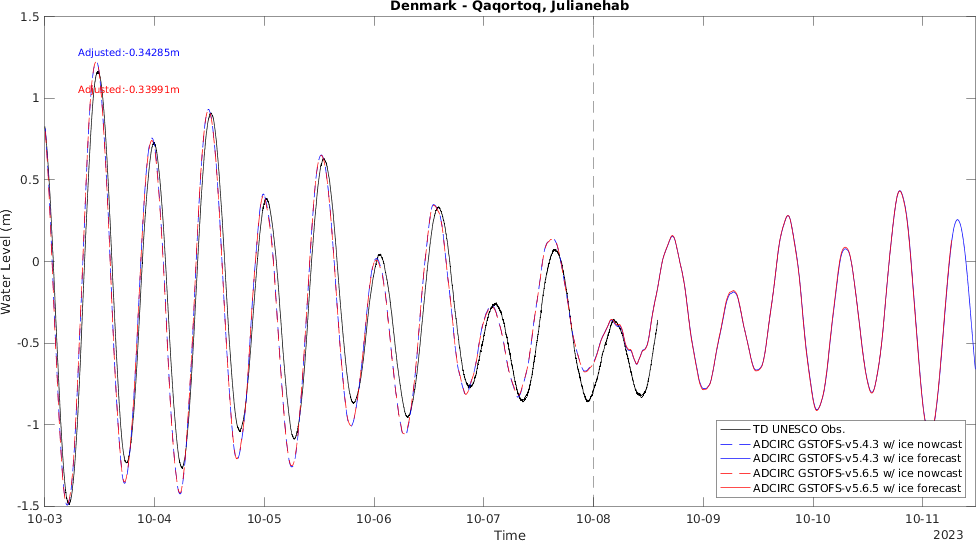 Denmark - Qaqortoq, Julianehab
Adjusted:-0.34285m
Adjusted:-0.33991m
Water Level (m)
1.5
1
0.5
0
-0.5
-1
-1.5
10-03
10-04
10-05
10-06
10-07
10-08
10-09
10-10
10-11
Time
2023
TD UNESCO Obs.
ADCIRC GSTOFS-v5.4.3 w/ ice nowcast
ADCIRC GSTOFS-v5.4.3 w/ ice forecast
ADCIRC GSTOFS-v5.6.5 w/ ice nowcast
ADCIRC GSTOFS-v5.6.5 w/ ice forecast